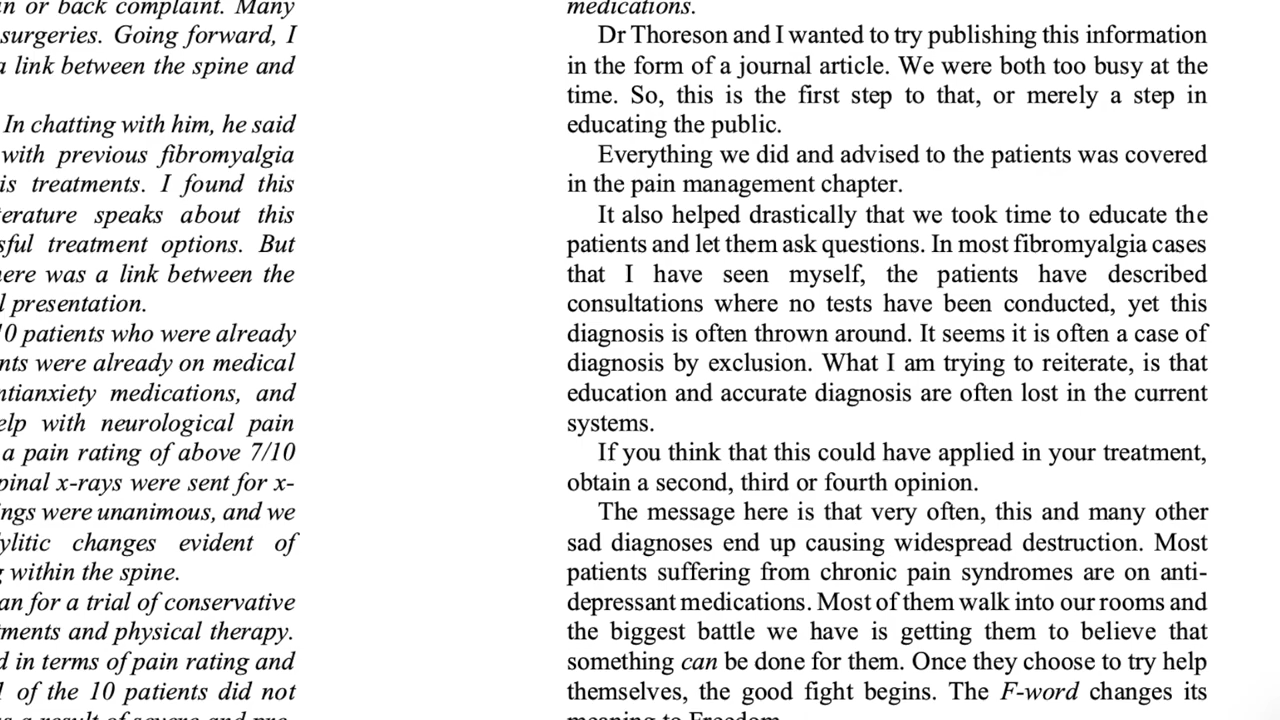 n or back complaint. Many
surgeries. Going forward, I
a link between the spine and
In chatting with him, he said
with previous fibromyalgia
is treatments. I found this
erature speaks about this
sful treatment options. But
here was a link between the
l presentation.
10 patients who were already
nts were already on medical
ntianxiety medications, and
elp with neurological pain
a pain rating of above 7/10
pinal x-rays were sent for x-
ngs were unanimous, and we
ylitic changes evident of
g within the spine.
an for a trial of conservative
tments and physical therapy.
d in terms of pain rating and
1 of the 10 patients did not
as a result of severe and pre-
medications.
Dr Thoreson and I wanted to try publishing this information
in the form of a journal article. We were both too busy at the
time. So, this is the first step to that, or merely a step in
educating the public.
Everything we did and advised to the patients was covered
in the pain management chapter.
It also helped drastically that we took time to educate the
patients and let them ask questions. In most fibromyalgia cases
that I have seen myself, the patients have described
consultations where no tests have been conducted, yet this
diagnosis is often thrown around. It seems it is often a case of
diagnosis by exclusion. What I am trying to reiterate, is that
education and accurate diagnosis are often lost in the current
systems.
If you think that this could have applied in your treatment,
obtain a second, third or fourth opinion.
The message here is that very often, this and many other
sad diagnoses end up causing widespread destruction. Most
patients suffering from chronic pain syndromes are on anti-
depressant medications. Most of them walk into our rooms and
the biggest battle we have is getting them to believe that
something can be done for them. Once they choose to try help
themselves, the good fight begins. The F-word changes its
meaning to Freedom.